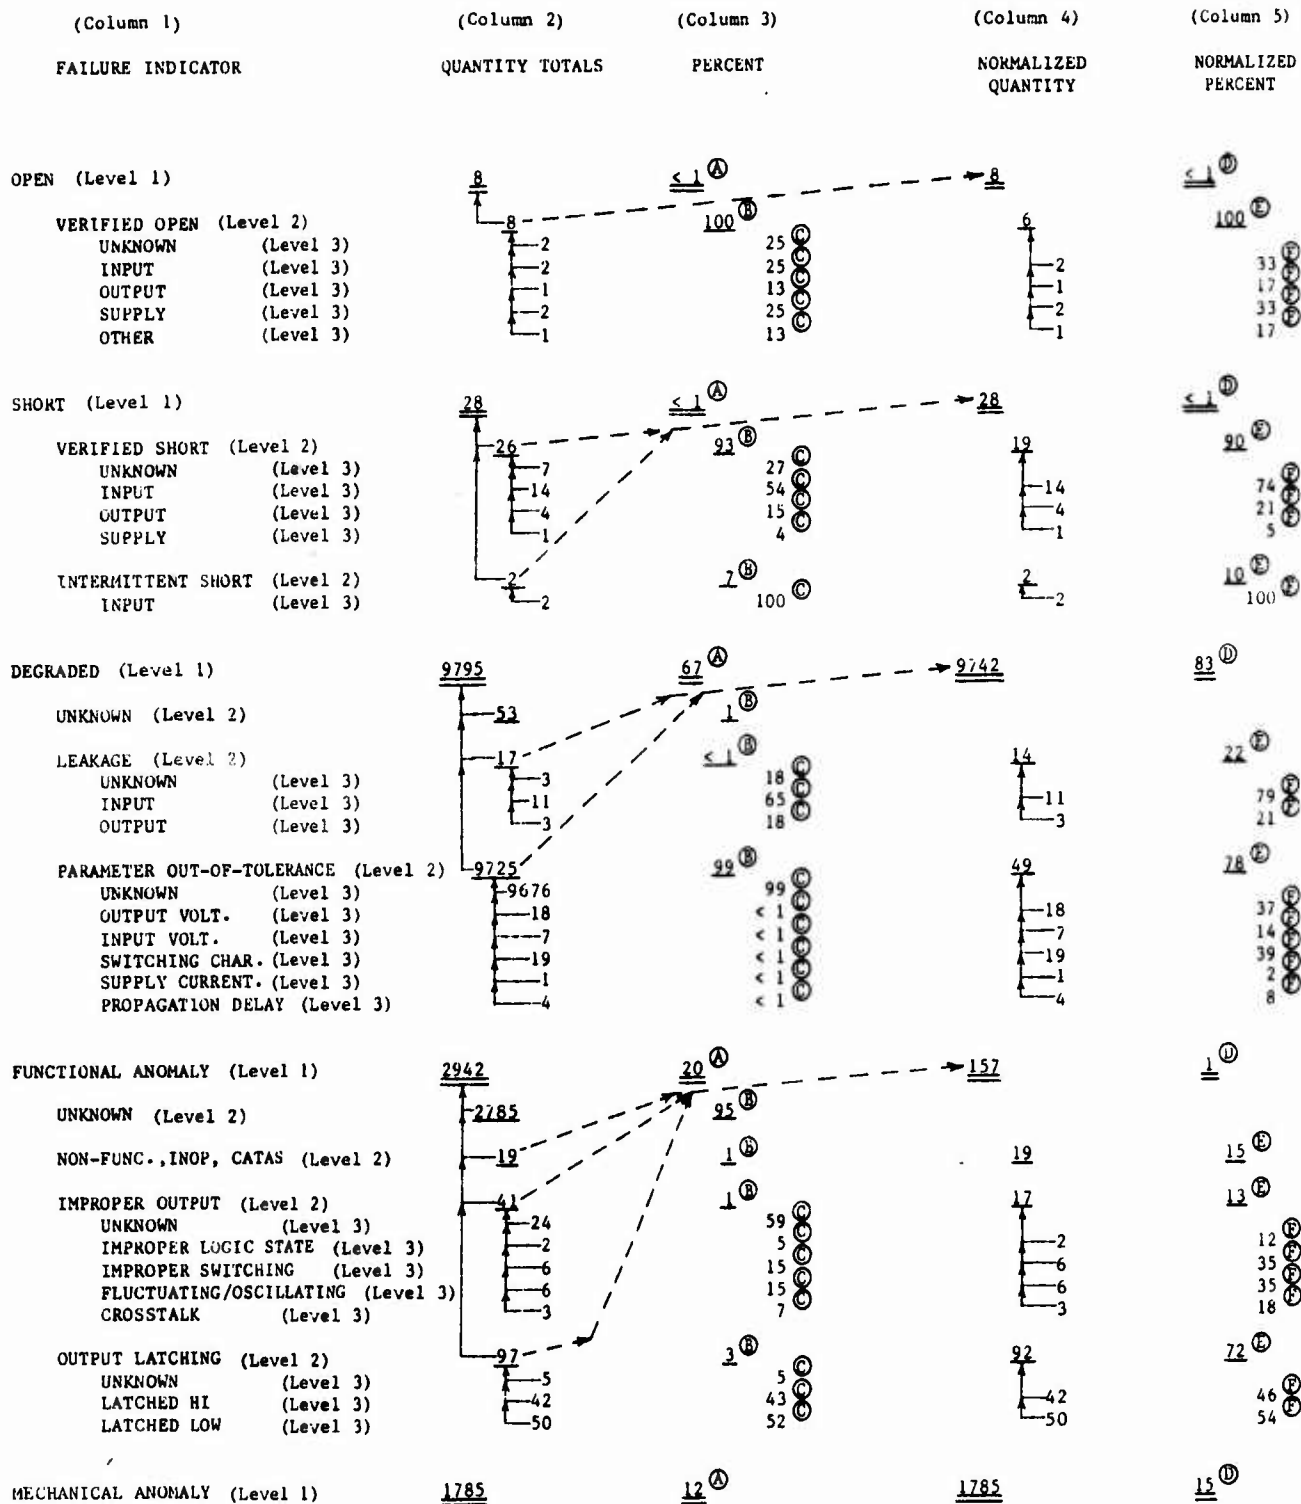 (Column 1) (Column 2) (Column 3) (Column 4) (Column 5)
FAILURE INDICATOR QUANTITY TOTALS PERCENT NORMALIZED QUANTITY NORMALIZED PERCENT
OPEN (Level 1) 8 < 1 Ⓐ 8 < 1 Ⓓ
VERIFIED OPEN (Level 2) 8 100 Ⓑ 6 100 Ⓔ
UNKNOWN (Level 3) 2 25 Ⓒ
INPUT (Level 3) 2 25 Ⓒ 2 33 Ⓕ
OUTPUT (Level 3) 1 13 Ⓒ 1 17 Ⓕ
SUPPLY (Level 3) 2 25 Ⓒ 2 33 Ⓕ
OTHER (Level 3) 1 13 Ⓒ 1 17 Ⓕ
SHORT (Level 1) 28 < 1 Ⓐ 28 < 1 Ⓓ
VERIFIED SHORT (Level 2) 26 93 Ⓑ 19 90 Ⓔ
UNKNOWN (Level 3) 7 27 Ⓒ
INPUT (Level 3) 14 54 Ⓒ 14 74 Ⓕ
OUTPUT (Level 3) 4 15 Ⓒ 4 21 Ⓕ
SUPPLY (Level 3) 1 4 Ⓒ 1 5 Ⓕ
INTERMITTENT SHORT (Level 2) 2 7 Ⓑ 2 10 Ⓔ
INPUT (Level 3) 2 100 Ⓒ 2 100 Ⓕ
DEGRADED (Level 1) 9795 67 Ⓐ 9742 83 Ⓓ
UNKNOWN (Level 2) 53 1 Ⓑ
LEAKAGE (Level 2) 17 < 1 Ⓑ 14 22 Ⓔ
UNKNOWN (Level 3) 3 18 Ⓒ
INPUT (Level 3) 11 65 Ⓒ 11 79 Ⓕ
OUTPUT (Level 3) 3 18 Ⓒ 3 21 Ⓕ
PARAMETER OUT-OF-TOLERANCE (Level 2) 9725 99 Ⓑ 49 78 Ⓔ
UNKNOWN (Level 3) 9676 99 Ⓒ
OUTPUT VOLT. (Level 3) 18 < 1 Ⓒ 18 37 Ⓕ
INPUT VOLT. (Level 3) 7 < 1 Ⓒ 7 14 Ⓕ
SWITCHING CHAR. (Level 3) 19 < 1 Ⓒ 19 39 Ⓕ
SUPPLY CURRENT. (Level 3) 1 < 1 Ⓒ 1 2 Ⓕ
PROPAGATION DELAY (Level 3) 4 < 1 Ⓒ 4 8 Ⓕ
FUNCTIONAL ANOMALY (Level 1) 2942 20 Ⓐ 157 1 Ⓓ
UNKNOWN (Level 2) 2785 95 Ⓑ
NON-FUNC.,INOP, CATAS (Level 2) 19 1 Ⓑ 19 15 Ⓔ
IMPROPER OUTPUT (Level 2) 41 1 Ⓑ 17 13 Ⓔ
UNKNOWN (Level 3) 24 59 Ⓒ
IMPROPER LOGIC STATE (Level 3) 2 5 Ⓒ 2 12 Ⓕ
IMPROPER SWITCHING (Level 3) 6 15 Ⓒ 6 35 Ⓕ
FLUCTUATING/OSCILLATING (Level 3) 6 15 Ⓒ 6 35 Ⓕ
CROSSTALK (Level 3) 3 7 Ⓒ 3 18 Ⓕ
OUTPUT LATCHING (Level 2) 97 3 Ⓑ 92 72 Ⓔ
UNKNOWN (Level 3) 5 5 Ⓒ
LATCHED HI (Level 3) 42 43 Ⓒ 42 46 Ⓕ
LATCHED LOW (Level 3) 50 52 Ⓒ 50 54 Ⓕ
MECHANICAL ANOMALY (Level 1) 1785 12 Ⓐ 1785 15 Ⓓ